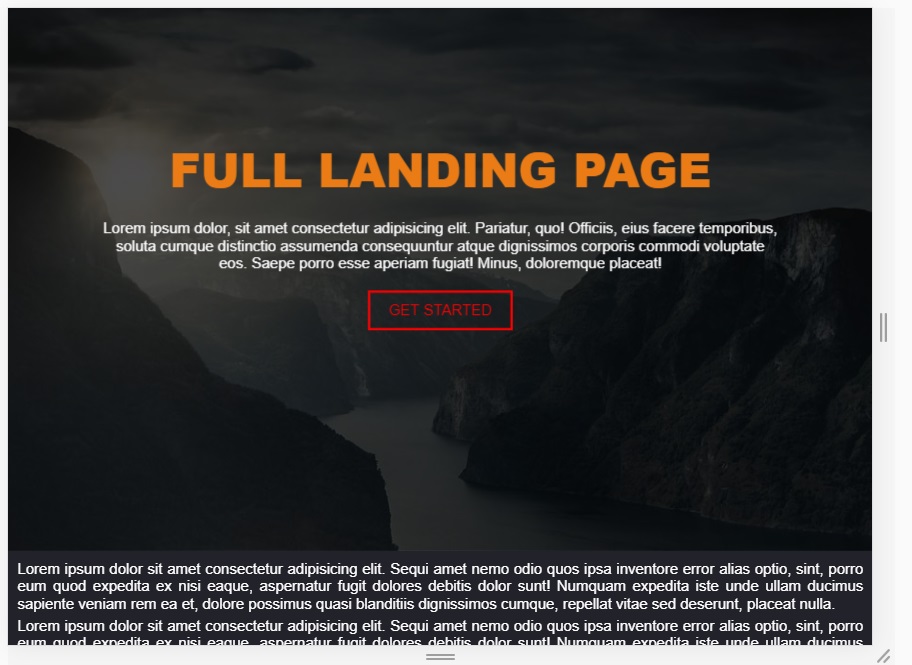 FULL LANDING PAGE
Lorem ipsum dolor, sit amet consectetur adipisicing elit. Pariatur, quo! Officiis, eius facere temporibus,
soluta cumque distinctio assumenda consequuntur atque dignissimos corporis commodi voluptate
eos. Saepe porro esse aperiam fugiat! Minus, doloremque placeat!
GET STARTED
Lorem ipsum dolor sit amet consectetur adipisicing elit. Sequi amet nemo odio quos ipsa inventore error alias optio, sint, porro
eum quod expedita ex nisi eaque, aspernatur fugit dolores debitis dolor sunt! Numquam expedita iste unde ullam ducimus
sapiente veniam rem ea et, dolore possimus quasi blanditiis dignissimos cumque, repellat vitae sed deserunt, placeat nulla.
Lorem ipsum dolor sit amet consectetur adipisicing elit. Sequi amet nemo odio quos ipsa inventore error alias optio, sint, porro
eum quod expedita ex nisi eaque, aspernatur fugit dolores debitis dolor sunt! Numquam expedita iste unde ullam ducimus